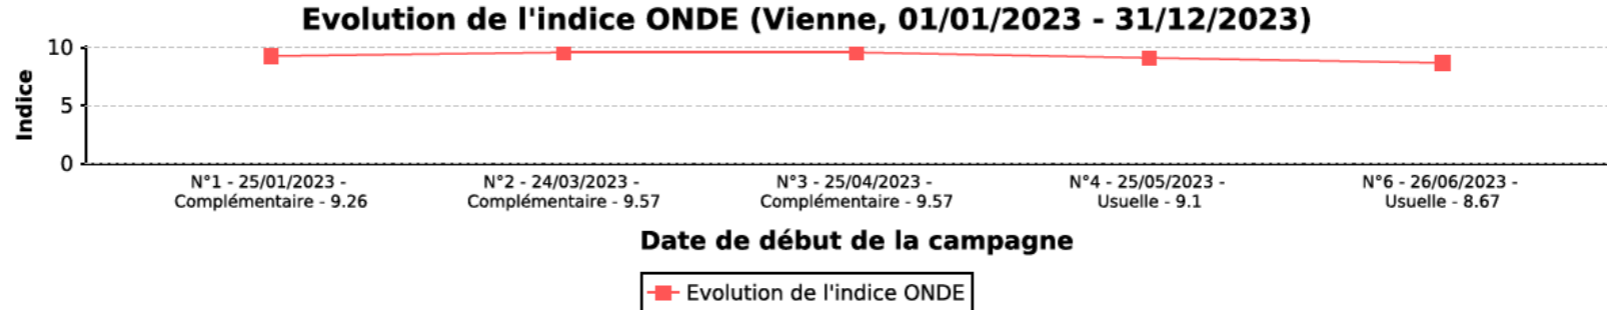 Evolution de l'indice ONDE (Vienne, 01/01/2023 - 31/12/2023)
Indice
10
5
0
N°1 - 25/01/2023 -
Complémentaire - 9.26
N°2 - 24/03/2023 -
Complémentaire - 9.57
N°3 - 25/04/2023 -
Complémentaire - 9.57
N°4 - 25/05/2023 -
Usuelle - 9.1
N°6 - 26/06/2023 -
Usuelle - 8.67
Date de début de la campagne
Evolution de l'indice ONDE